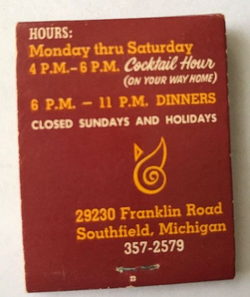 HOURS:
Monday thru Saturday
4 P.M.–6 P.M. Cocktail Hour
(ON YOUR WAY HOME)
6 P.M. — 11 P.M. DINNERS
CLOSED SUNDAYS AND HOLIDAYS
29230 Franklin Road
Southfield, Michigan
357-2579